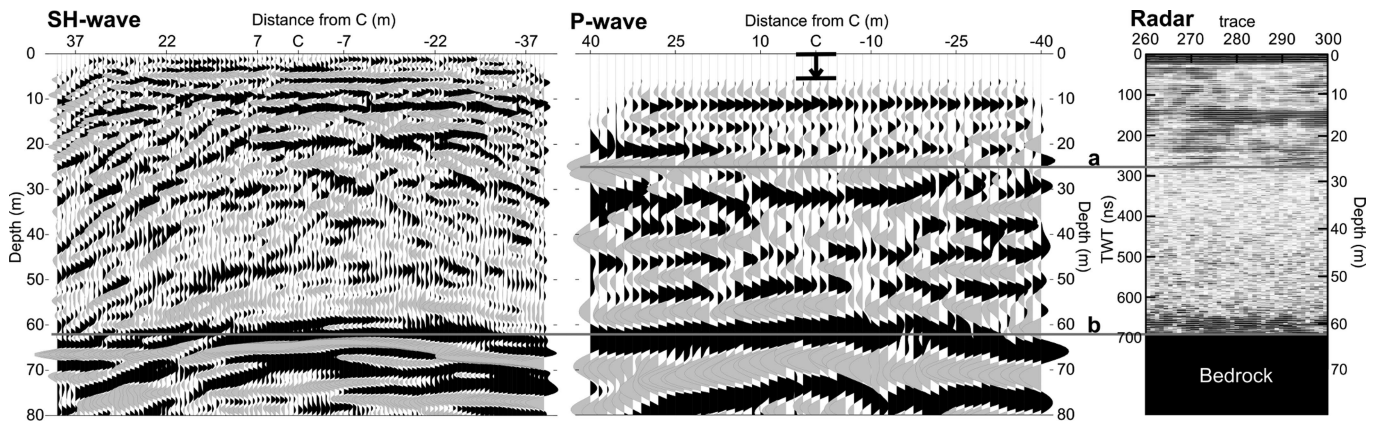 SH-wave Distance from C (m)
37 22 7 C -7 -22 -37
0
10
20
30
40
50
60
70
80
Depth (m)
P-wave Distance from C (m)
40 25 10 C -10 -25 -40
0
10
20
30
40
50
60
70
80
Depth (m)
a
b
Radar trace
260 270 280 290 300
0
100
200
300
400
500
600
700
TWT (ns)
0
10
20
30
40
50
60
70
Depth (m)
Bedrock